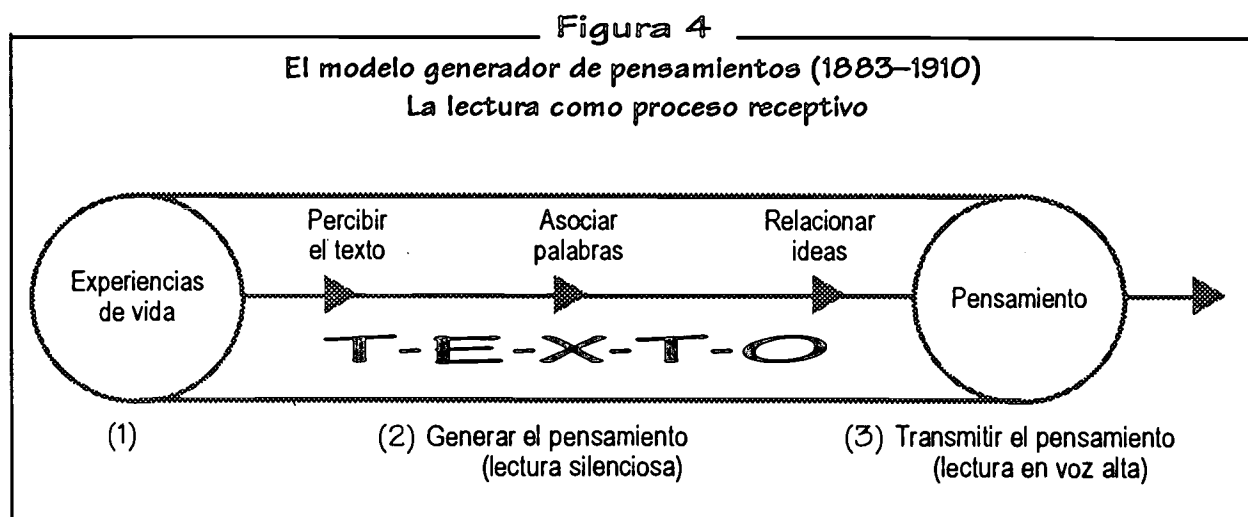 Figura 4
El modelo generador de pensamientos (1883–1910)
La lectura como proceso receptivo
Percibir
el texto
Asociar
palabras
Relacionar
ideas
Experiencias
de vida
Pensamiento
T-E-X-T-O
(1)
(2) Generar el pensamiento
(lectura silenciosa)
(3) Transmitir el pensamiento
(lectura en voz alta)